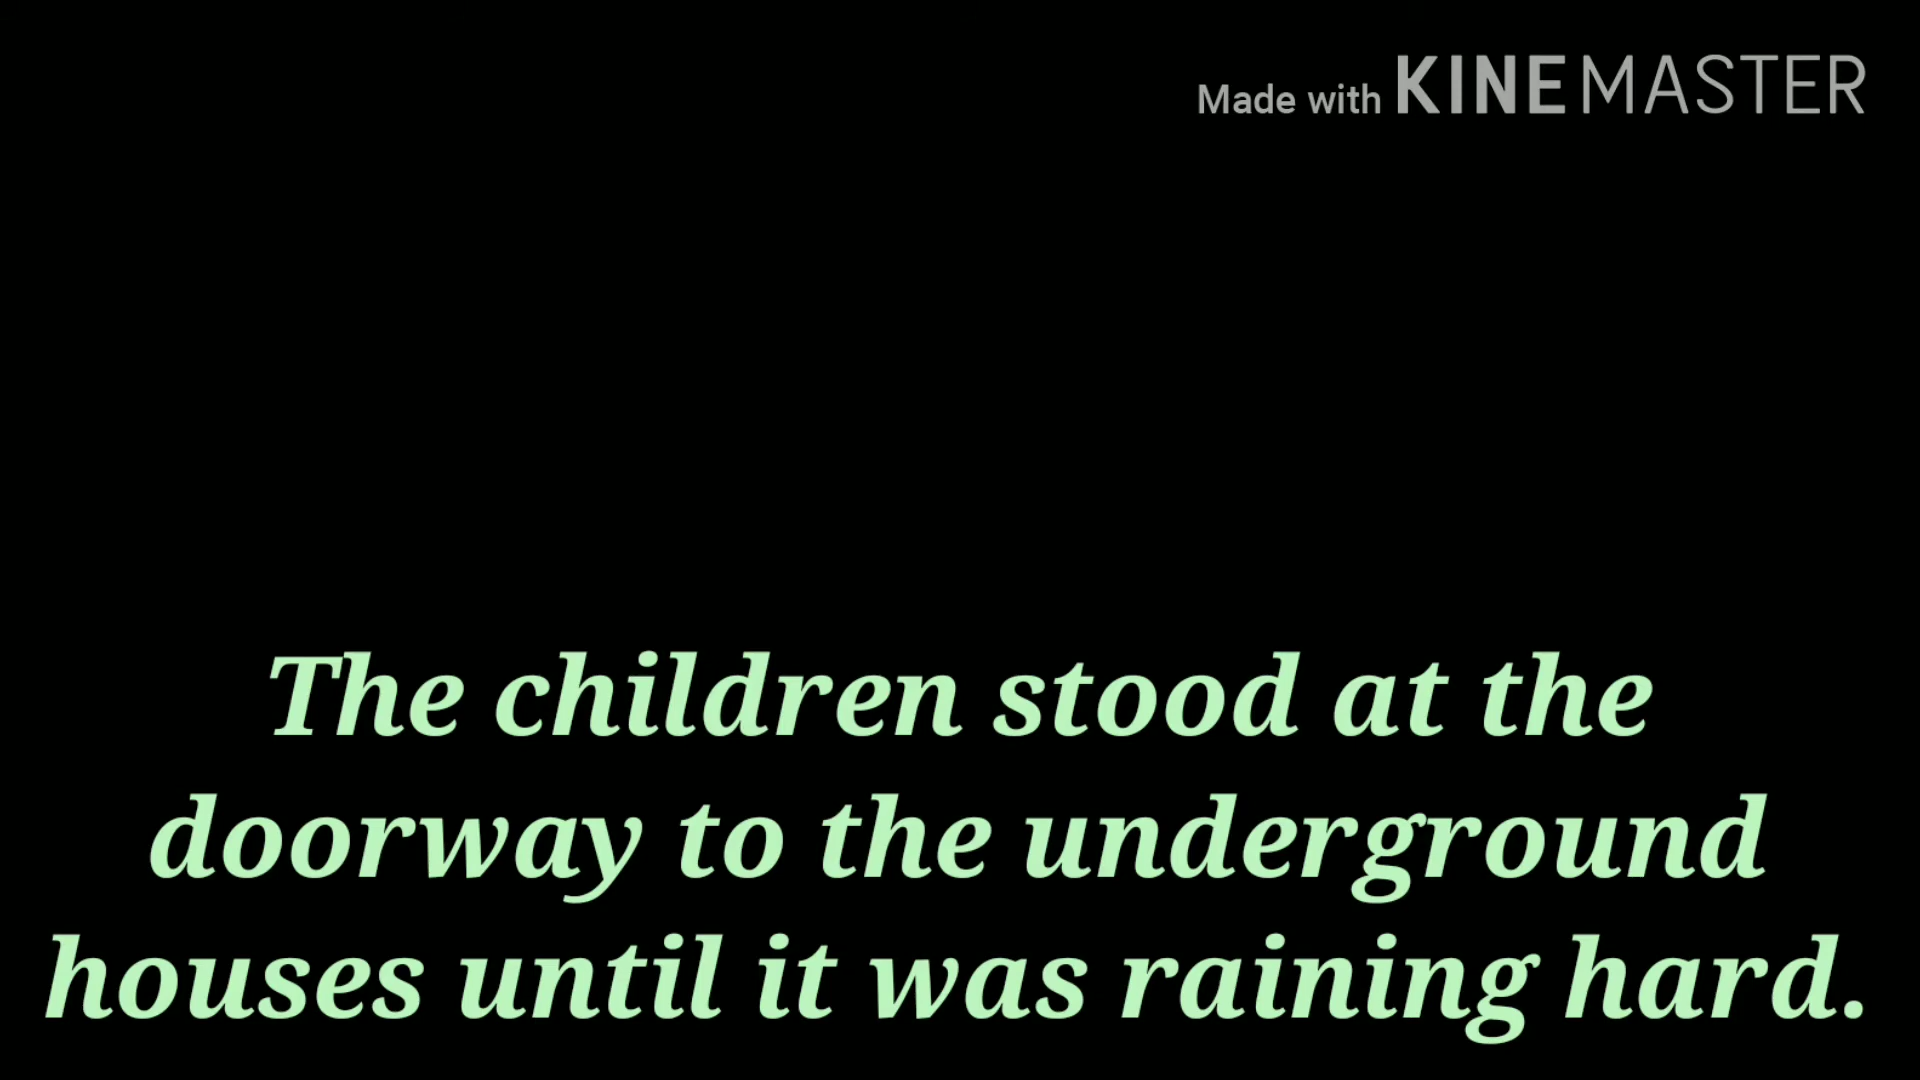 Made with KINEMASTER
The children stood at the
doorway to the underground
houses until it was raining hard.